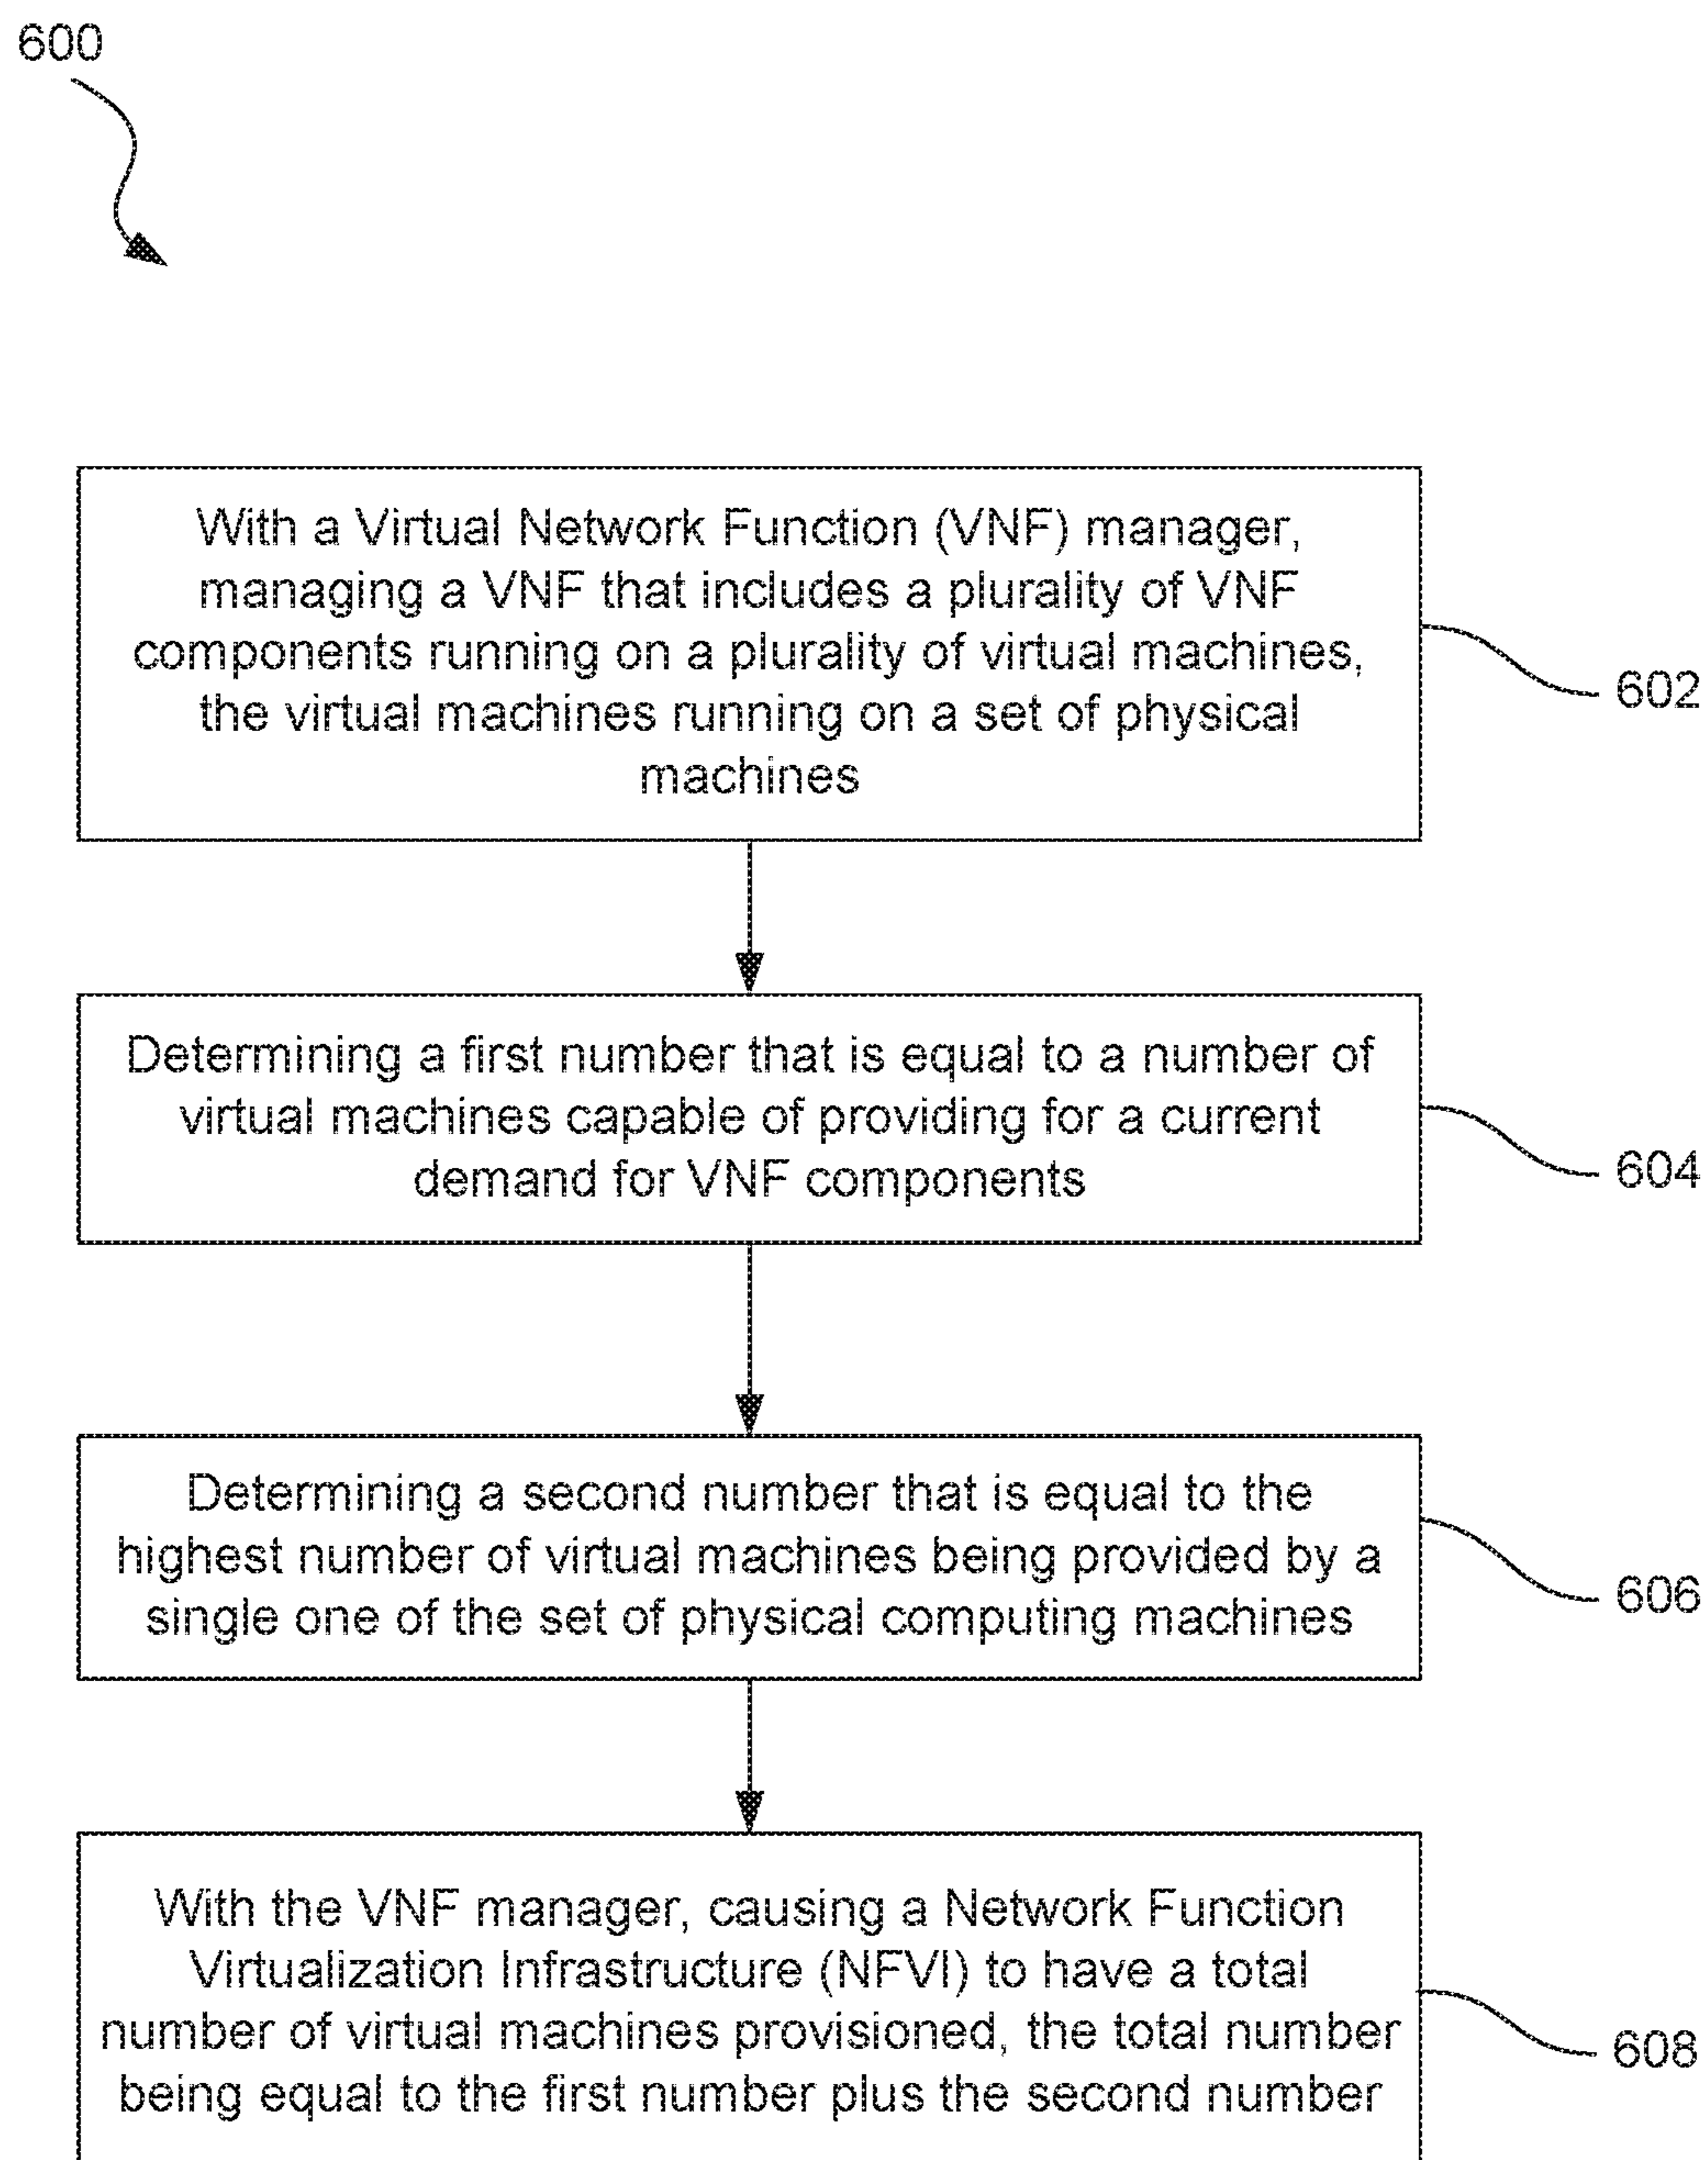 600
With a Virtual Network Function (VNF) manager,
managing a VNF that includes a plurality of VNF
components running on a plurality of virtual machines,
the virtual machines running on a set of physical
machines
602
Determining a first number that is equal to a number of
virtual machines capable of providing for a current
demand for VNF components
604
Determining a second number that is equal to the
highest number of virtual machines being provided by a
single one of the set of physical computing machines
606
With the VNF manager, causing a Network Function
Virtualization Infrastructure (NFVI) to have a total
number of virtual machines provisioned, the total number
being equal to the first number plus the second number
608